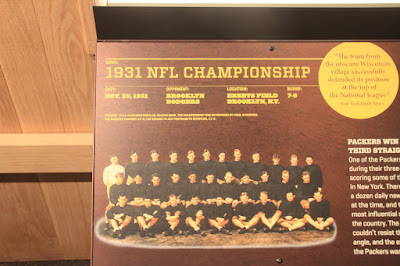 GAME:
1931 NFL CHAMPIONSHIP
DATE: OPPONENT: LOCATION: SCORE:
NOV. 29, 1931 BROOKLYN DODGERS EBBETS FIELD BROOKLYN, N.Y. 7-0
"The team from
the obscure Wisconsin
village successfully
defended its position
at the top of
the National league."
New York Daily News
PACKERS WIN
THIRD STRAIG
One of the Packers
during their three-
scoring some of t
in New York. There
a dozen daily new
at the time, and t
most influential
the country. The
couldn't resist th
angle, and the e
the Packers was